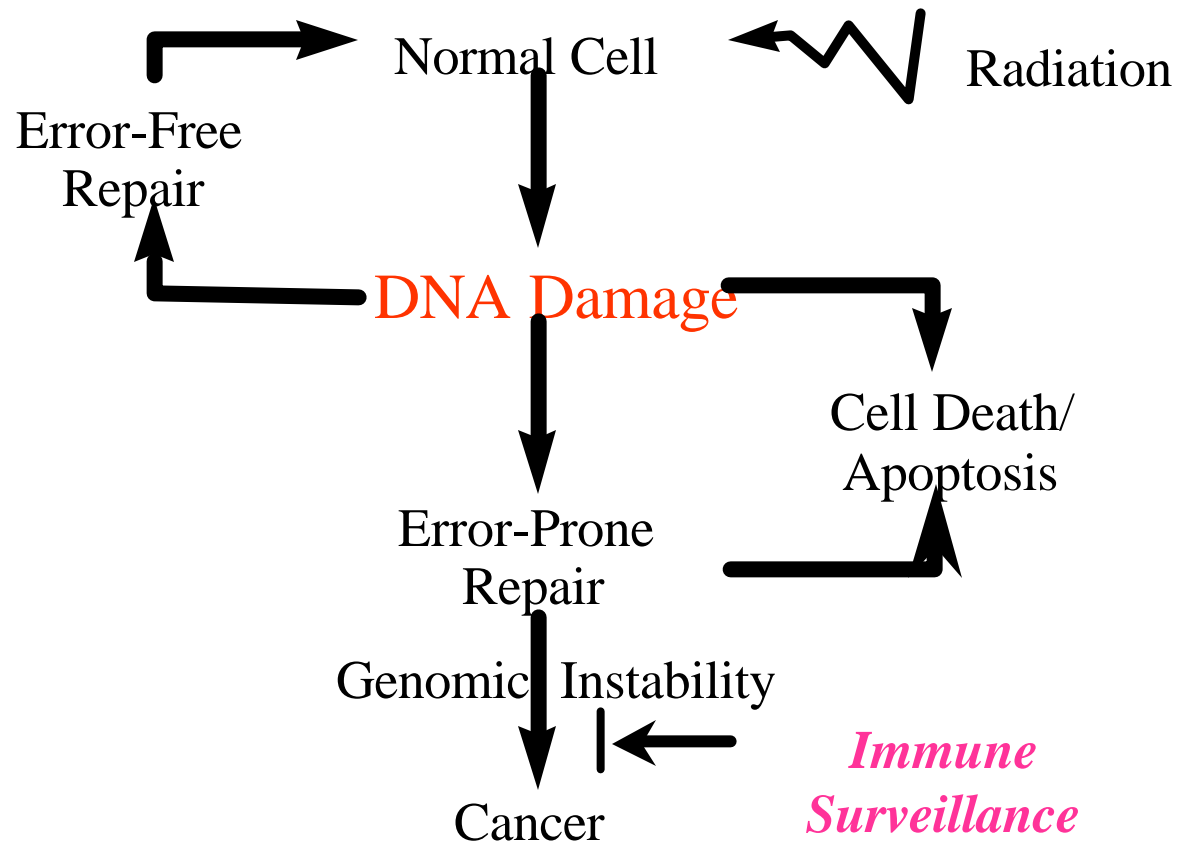 Normal Cell
Radiation
Error-Free
Repair
DNA Damage
Cell Death/
Apoptosis
Error-Prone
Repair
Genomic Instability
Immune
Surveillance
Cancer